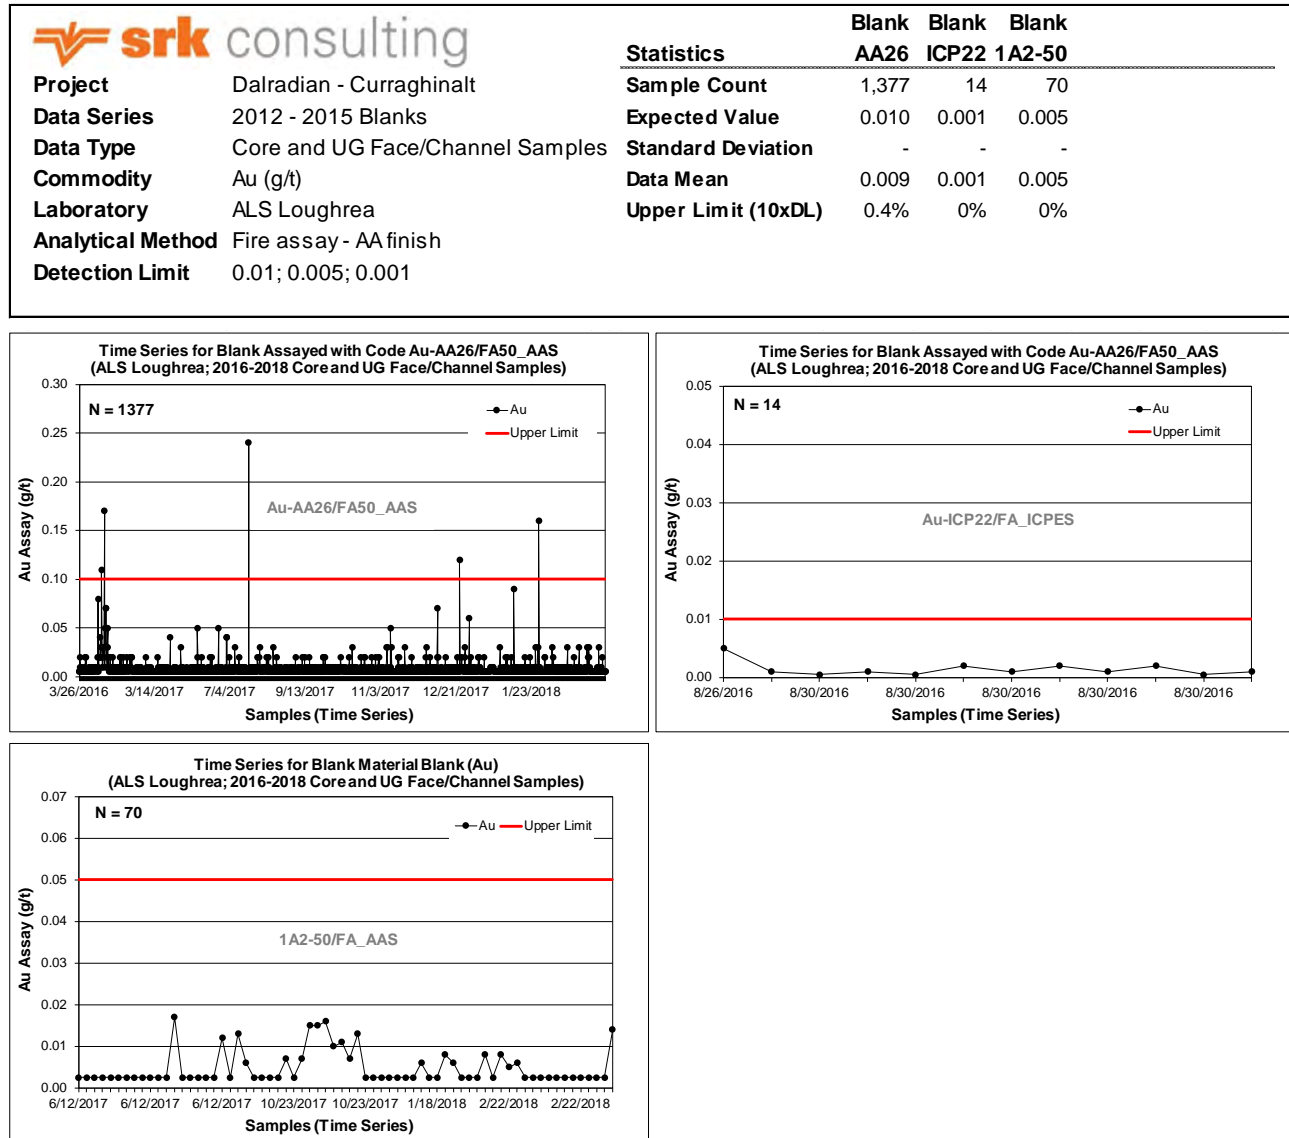 srk consulting
Project Dalradian - Curraghinalt
Data Series 2012 - 2015 Blanks
Data Type Core and UG Face/Channel Samples
Commodity Au (g/t)
Laboratory ALS Loughrea
Analytical Method Fire assay - AA finish
Detection Limit 0.01; 0.005; 0.001
Blank Blank Blank
Statistics AA26 ICP22 1A2-50
Sample Count 1,377 14 70
Expected Value 0.010 0.001 0.005
Standard Deviation - - -
Data Mean 0.009 0.001 0.005
Upper Limit (10xDL) 0.4% 0% 0%
Time Series for Blank Assayed with Code Au-AA26/FA50_AAS
(ALS Loughrea; 2016-2018 Core and UG Face/Channel Samples)
N = 1377
Au
Upper Limit
Au-AA26/FA50_AAS
Au Assay (g/t)
0.30
0.25
0.20
0.15
0.10
0.05
0.00
3/26/2016 3/14/2017 7/4/2017 9/13/2017 11/3/2017 12/21/2017 1/23/2018
Samples (Time Series)
Time Series for Blank Assayed with Code Au-AA26/FA50_AAS
(ALS Loughrea; 2016-2018 Core and UG Face/Channel Samples)
N = 14
Au
Upper Limit
Au-ICP22/FA_ICPES
Au Assay (g/t)
0.05
0.04
0.03
0.02
0.01
0.00
8/26/2016 8/30/2016 8/30/2016 8/30/2016 8/30/2016 8/30/2016
Samples (Time Series)
Time Series for Blank Material Blank (Au)
(ALS Loughrea; 2016-2018 Core and UG Face/Channel Samples)
N = 70
Au Upper Limit
1A2-50/FA_AAS
Au Assay (g/t)
0.07
0.06
0.05
0.04
0.03
0.02
0.01
0.00
6/12/2017 6/12/2017 6/12/2017 10/23/2017 10/23/2017 1/18/2018 2/22/2018 2/22/2018
Samples (Time Series)